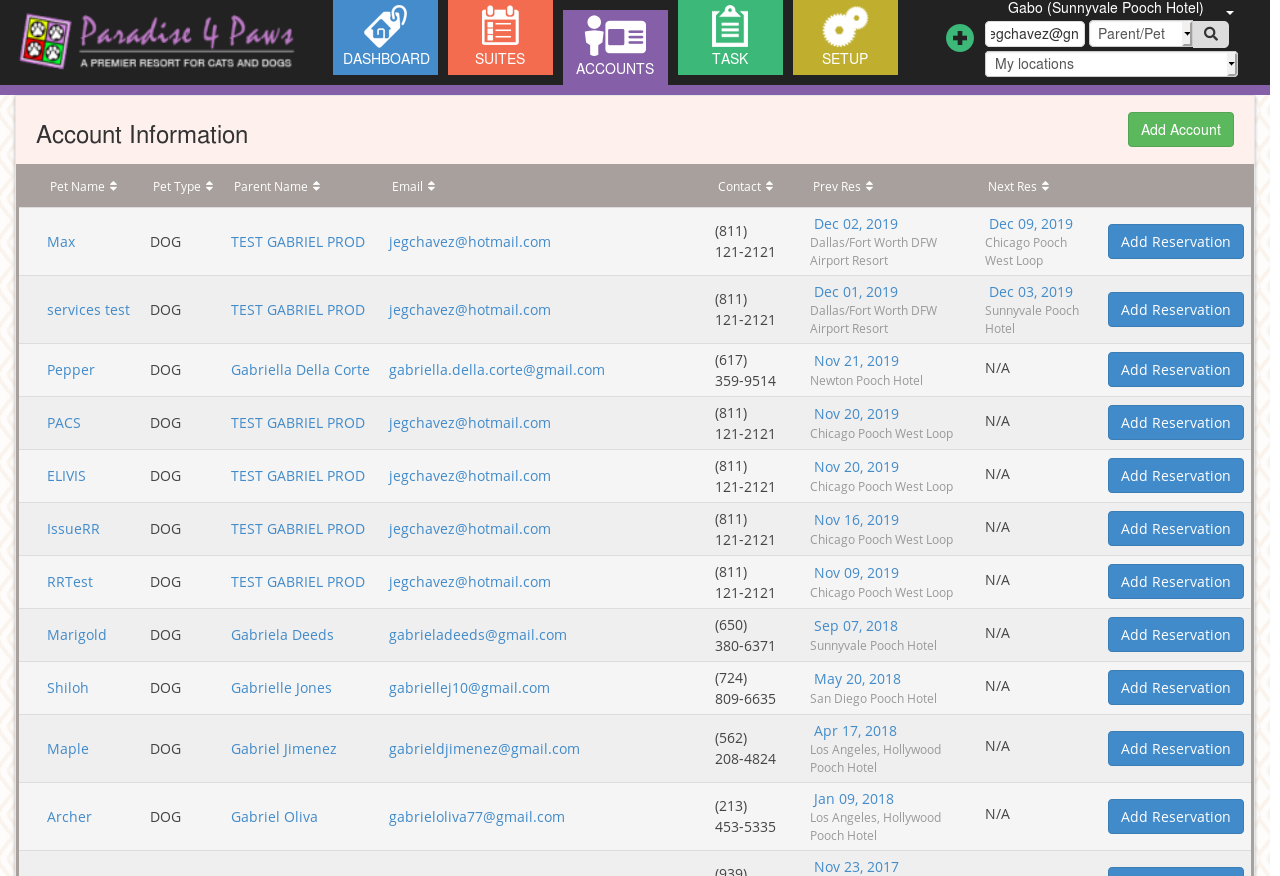 Paradise 4 Paws
A PREMIER RESORT FOR CATS AND DOGS
DASHBOARD
SUITES
ACCOUNTS
TASK
SETUP
Gabo (Sunnyvale Pooch Hotel)
egchavez@gn
Parent/Pet
My locations
Account Information
Add Account
Pet Name Pet Type Parent Name Email Contact Prev Res Next Res
Max DOG TEST GABRIEL PROD jegchavez@hotmail.com (811) 121-2121 Dec 02, 2019 Dallas/Fort Worth DFW Airport Resort Dec 09, 2019 Chicago Pooch West Loop Add Reservation
services test DOG TEST GABRIEL PROD jegchavez@hotmail.com (811) 121-2121 Dec 01, 2019 Dallas/Fort Worth DFW Airport Resort Dec 03, 2019 Sunnyvale Pooch Hotel Add Reservation
Pepper DOG Gabriella Della Corte gabriella.della.corte@gmail.com (617) 359-9514 Nov 21, 2019 Newton Pooch Hotel N/A Add Reservation
PACS DOG TEST GABRIEL PROD jegchavez@hotmail.com (811) 121-2121 Nov 20, 2019 Chicago Pooch West Loop N/A Add Reservation
ELIVIS DOG TEST GABRIEL PROD jegchavez@hotmail.com (811) 121-2121 Nov 20, 2019 Chicago Pooch West Loop N/A Add Reservation
IssueRR DOG TEST GABRIEL PROD jegchavez@hotmail.com (811) 121-2121 Nov 16, 2019 Chicago Pooch West Loop N/A Add Reservation
RRTest DOG TEST GABRIEL PROD jegchavez@hotmail.com (811) 121-2121 Nov 09, 2019 Chicago Pooch West Loop N/A Add Reservation
Marigold DOG Gabriela Deeds gabrieladeeds@gmail.com (650) 380-6371 Sep 07, 2018 Sunnyvale Pooch Hotel N/A Add Reservation
Shiloh DOG Gabrielle Jones gabriellej10@gmail.com (724) 809-6635 May 20, 2018 San Diego Pooch Hotel N/A Add Reservation
Maple DOG Gabriel Jimenez gabrieldjimenez@gmail.com (562) 208-4824 Apr 17, 2018 Los Angeles, Hollywood Pooch Hotel N/A Add Reservation
Archer DOG Gabriel Oliva gabrieloliva77@gmail.com (213) 453-5335 Jan 09, 2018 Los Angeles, Hollywood Pooch Hotel N/A Add Reservation
(939) Nov 23, 2017